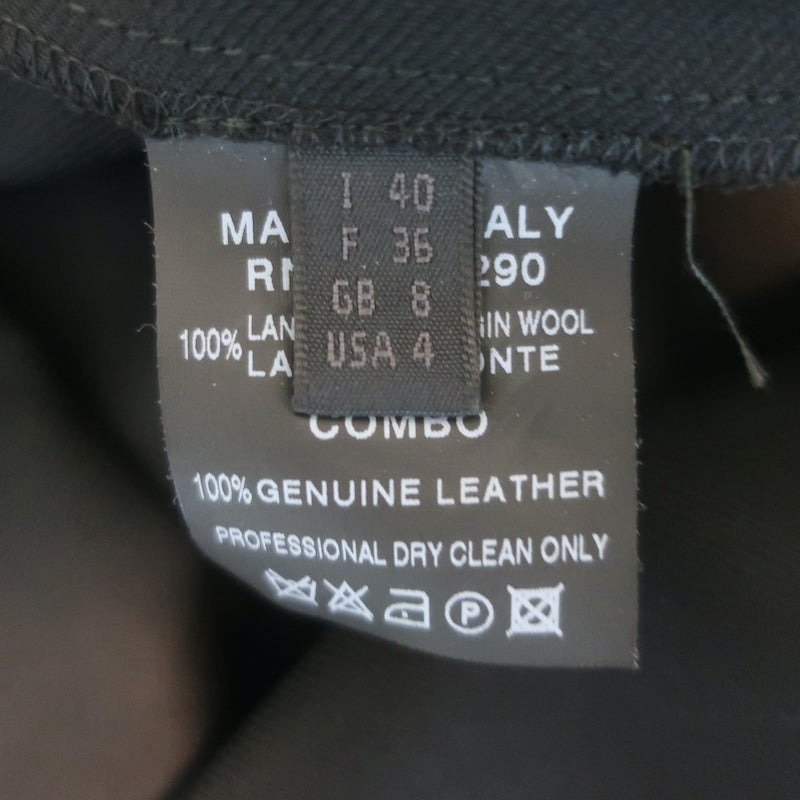 I 40
F 36
GB 8
USA 4
MA ALY
RN 290
100% LAN GIN WOOL
LA ONTE
COMBO
100% GENUINE LEATHER
PROFESSIONAL DRY CLEAN ONLY
P